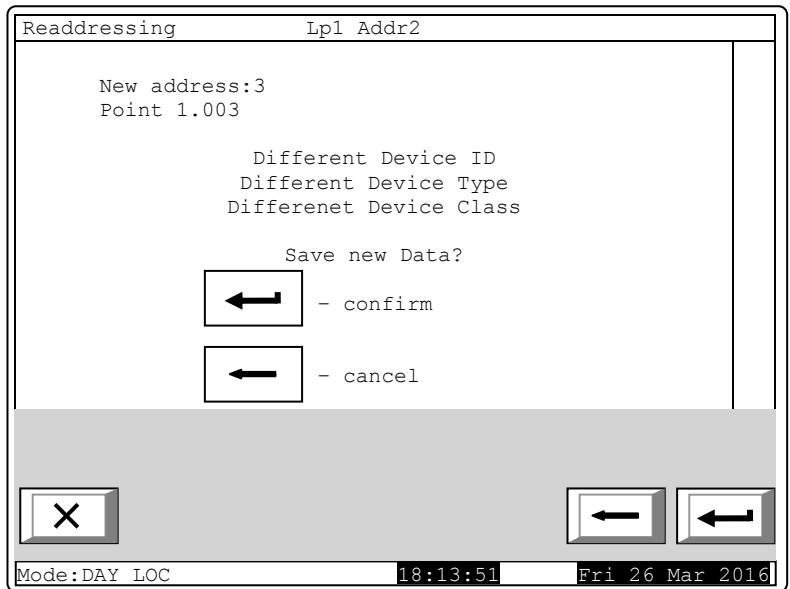 Readdressing Lp1 Addr2
New address:3
Point 1.003
Different Device ID
Different Device Type
Differenet Device Class
Save new Data?
- confirm
- cancel
Mode:DAY LOC 18:13:51 Fri 26 Mar 2016